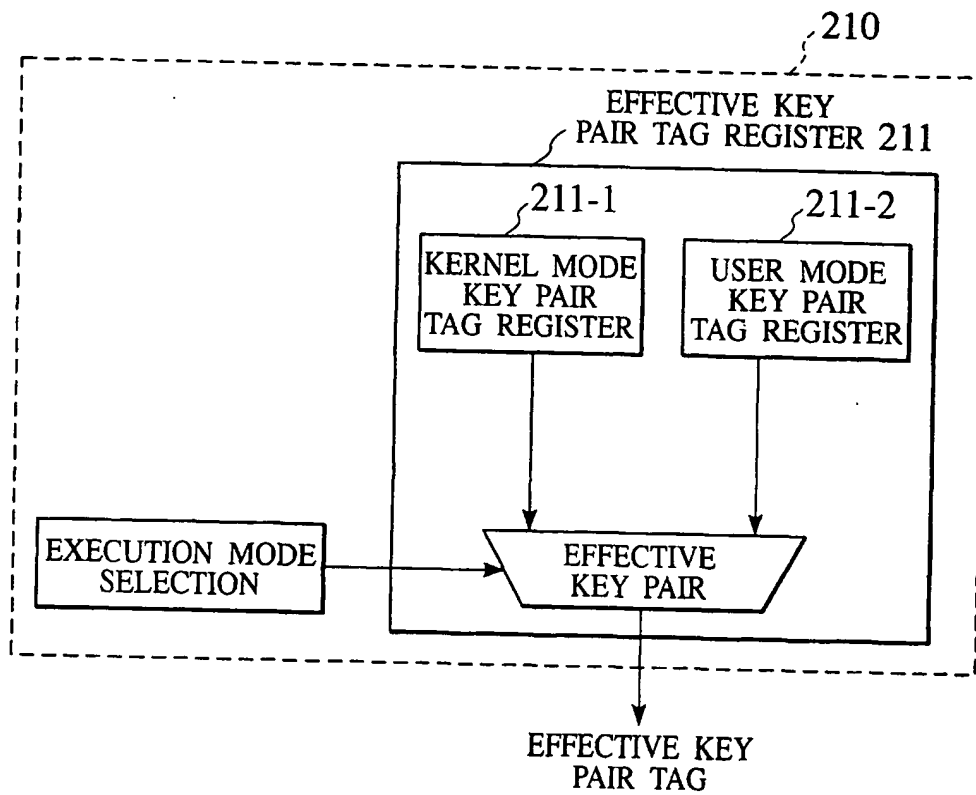 210
EFFECTIVE KEY
PAIR TAG REGISTER 211
211-1
211-2
KERNEL MODE
KEY PAIR
TAG REGISTER
USER MODE
KEY PAIR
TAG REGISTER
EXECUTION MODE
SELECTION
EFFECTIVE
KEY PAIR
EFFECTIVE KEY
PAIR TAG